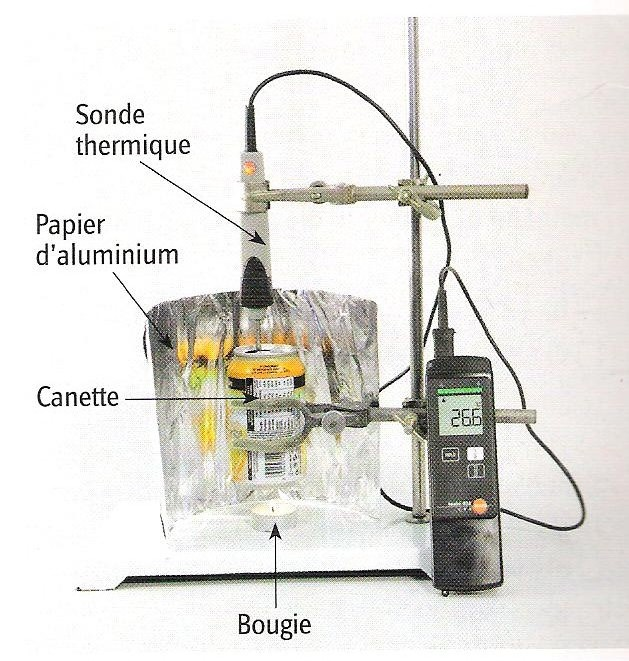 Sonde
thermique
Papier
d'aluminium
Canette
26.6
Bougie